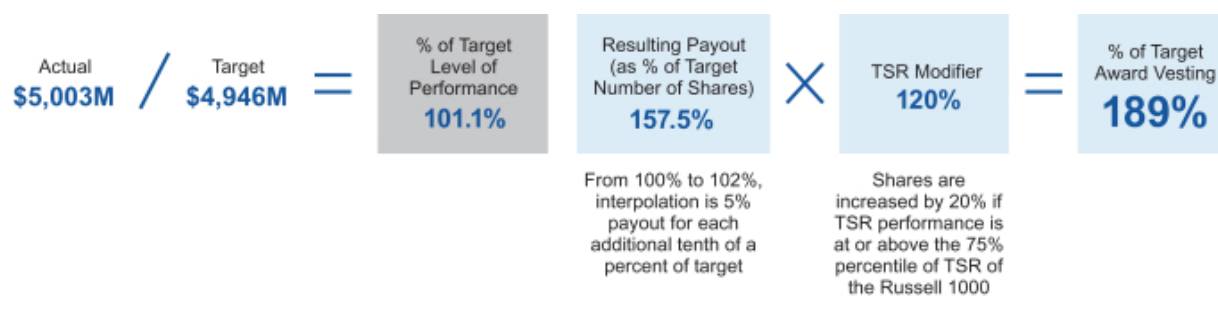 Actual
$5,003M
/
Target
$4,946M
=
% of Target
Level of
Performance
101.1%
Resulting Payout
(as % of Target
Number of Shares)
157.5%
From 100% to 102%,
interpolation is 5%
payout for each
additional tenth of a
percent of target
×
TSR Modifier
120%
Shares are
increased by 20% if
TSR performance is
at or above the 75%
percentile of TSR of
the Russell 1000
=
% of Target
Award Vesting
189%